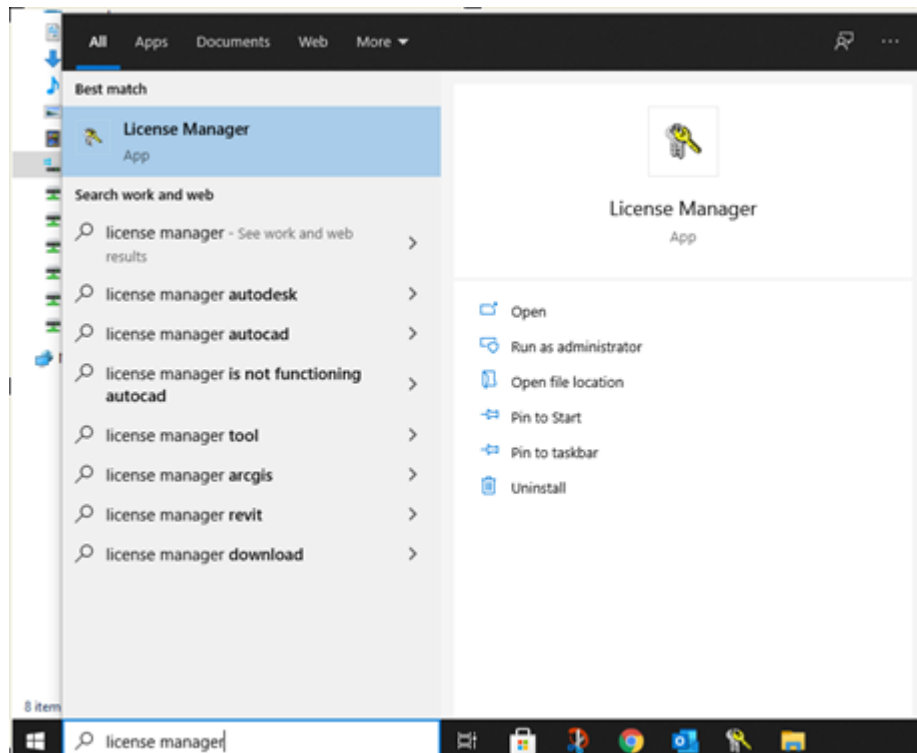 All Apps Documents Web More
Best match
License Manager
App
Search work and web
license manager - See work and web
results
license manager autodesk
license manager autocad
license manager is not functioning
autocad
license manager tool
license manager arcgis
license manager revit
license manager download
License Manager
App
Open
Run as administrator
Open file location
Pin to Start
Pin to taskbar
Uninstall
8 item
license manager